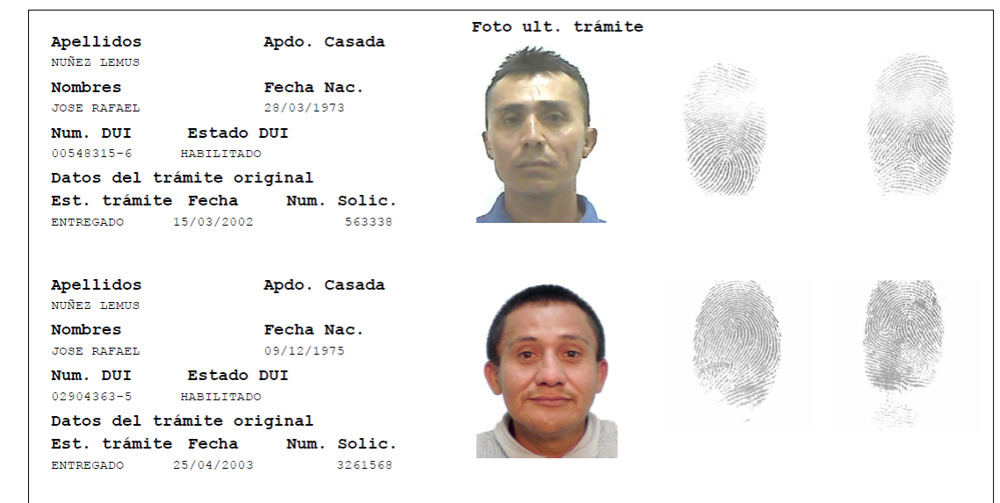 Foto ult. trámite
Apellidos Apdo. Casada
NUÑEZ LEMUS
Nombres Fecha Nac.
JOSE RAFAEL 28/03/1973
Num. DUI Estado DUI
00548315-6 HABILITADO
Datos del trámite original
Est. trámite Fecha Num. Solic.
ENTREGADO 15/03/2002 563338
Apellidos Apdo. Casada
NUÑEZ LEMUS
Nombres Fecha Nac.
JOSE RAFAEL 09/12/1975
Num. DUI Estado DUI
02904363-5 HABILITADO
Datos del trámite original
Est. trámite Fecha Num. Solic.
ENTREGADO 25/04/2003 3261568